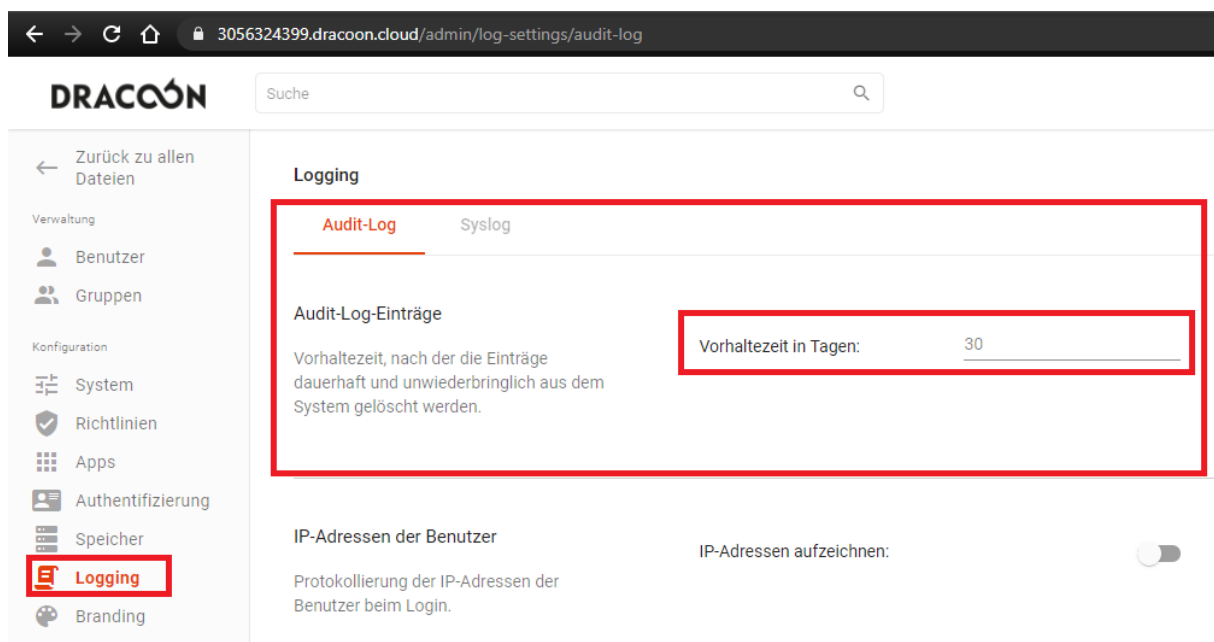 3056324399.dracoon.cloud/admin/log-settings/audit-log
DRACOON
Suche
Zurück zu allen
Dateien
Verwaltung
Benutzer
Gruppen
Konfiguration
System
Richtlinien
Apps
Authentifizierung
Speicher
Logging
Branding
Logging
Audit-Log
Syslog
Audit-Log-Einträge
Vorhaltezeit, nach der die Einträge
dauerhaft und unwiederbringlich aus dem
System gelöscht werden.
Vorhaltezeit in Tagen:
30
IP-Adressen der Benutzer
Protokollierung der IP-Adressen der
Benutzer beim Login.
IP-Adressen aufzeichnen: